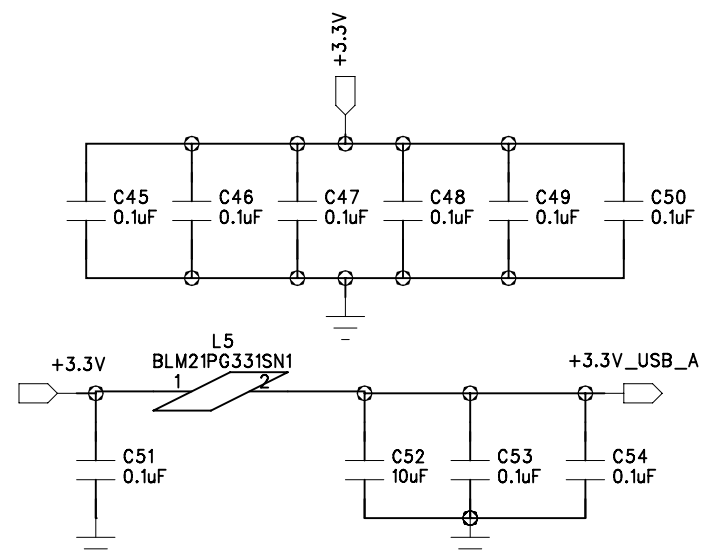 +3.3V
C45
0.1uF
C46
0.1uF
C47
0.1uF
C48
0.1uF
C49
0.1uF
C50
0.1uF
L5
BLM21PG331SN1
+3.3V
1
2
+3.3V_USB_A
C51
0.1uF
C52
10uF
C53
0.1uF
C54
0.1uF